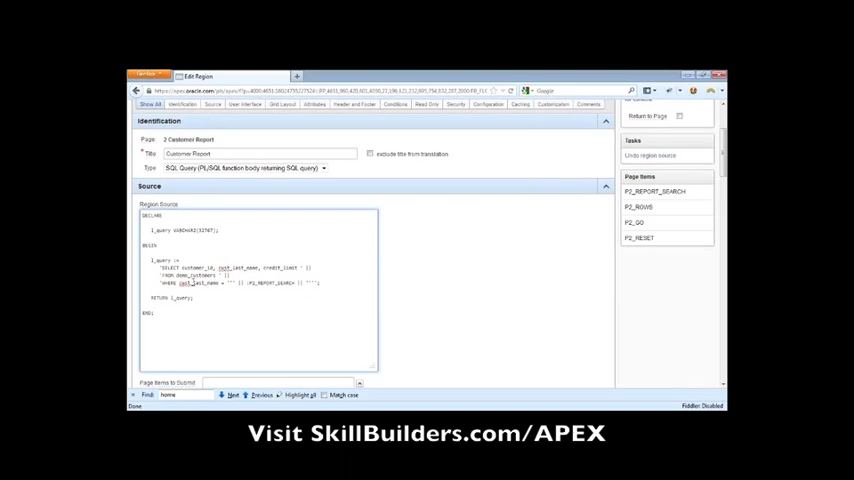 Edit Region
Google
Show All Identification Source User Interface Grid Layout Attributes Header and Footer Conditions Read Only Security Configuration Caching Customization Comments
Return to Page
Identification
Page: 2 Customer Report
* Title Customer Report exclude title from translation
Type SQL Query (PL/SQL function body returning SQL query)
Tasks
Undo region source
Page Items
P2_REPORT_SEARCH
P2_ROWS
P2_GO
P2_RESET
Source
Region Source
DECLARE
l_query VARCHAR2(32767);
BEGIN
l_query :=
'SELECT customer_id, cust_last_name, credit_limit ' ||
'FROM demo_customers ' ||
'WHERE cust_last_name = ''' || :P2_REPORT_SEARCH || '''';
RETURN l_query;
END;
Page Items to Submit
× Find: home Next Previous Highlight all Match case
Done Fiddler: Disabled
Visit SkillBuilders.com/APEX